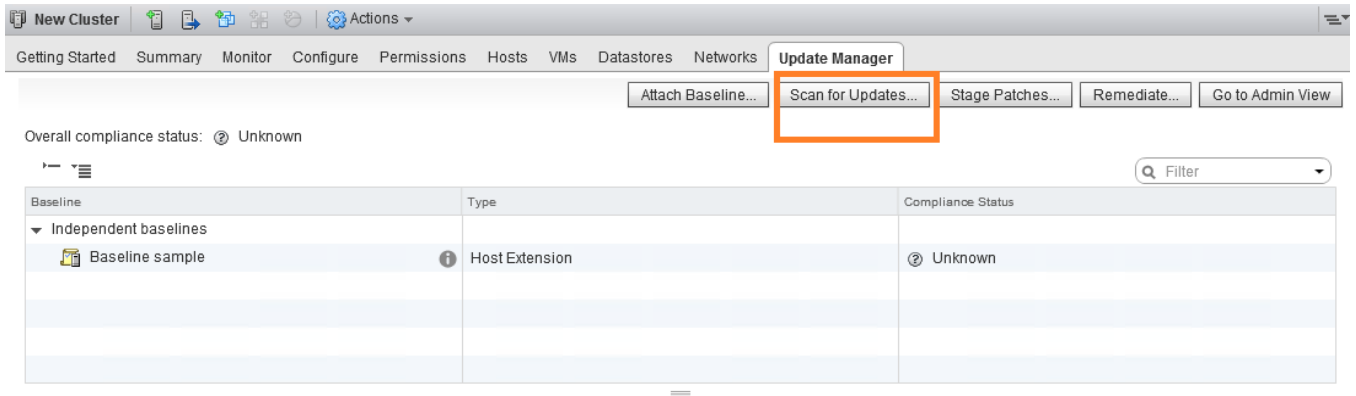 New Cluster Actions
Getting Started Summary Monitor Configure Permissions Hosts VMs Datastores Networks Update Manager
Attach Baseline... Scan for Updates... Stage Patches... Remediate... Go to Admin View
Overall compliance status: Unknown
Filter
Baseline Type Compliance Status
Independent baselines
Baseline sample Host Extension Unknown